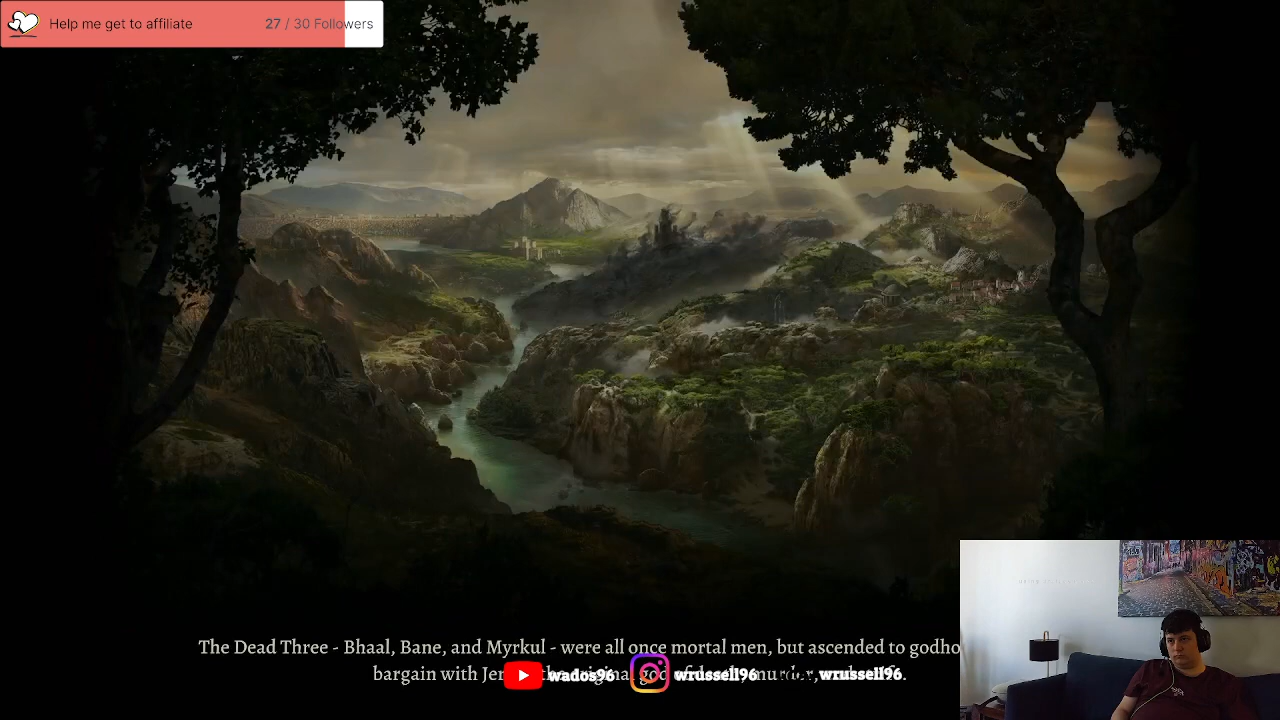 Help me get to affiliate 27 / 30 Followers
The Dead Three - Bhaal, Bane, and Myrkul - were all once mortal men, but ascended to godho
bargain with Jer
wados96 wrussell96 wrussell96